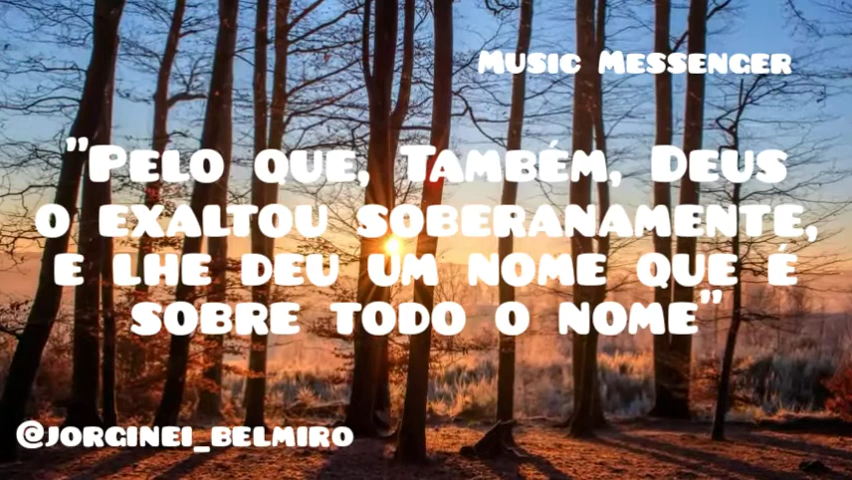 Music Messenger
"Pelo que, Também, Deus
o exaltou soberanamente,
e lhe deu um nome que é
sobre todo o nome"
@jorginei_belmiro